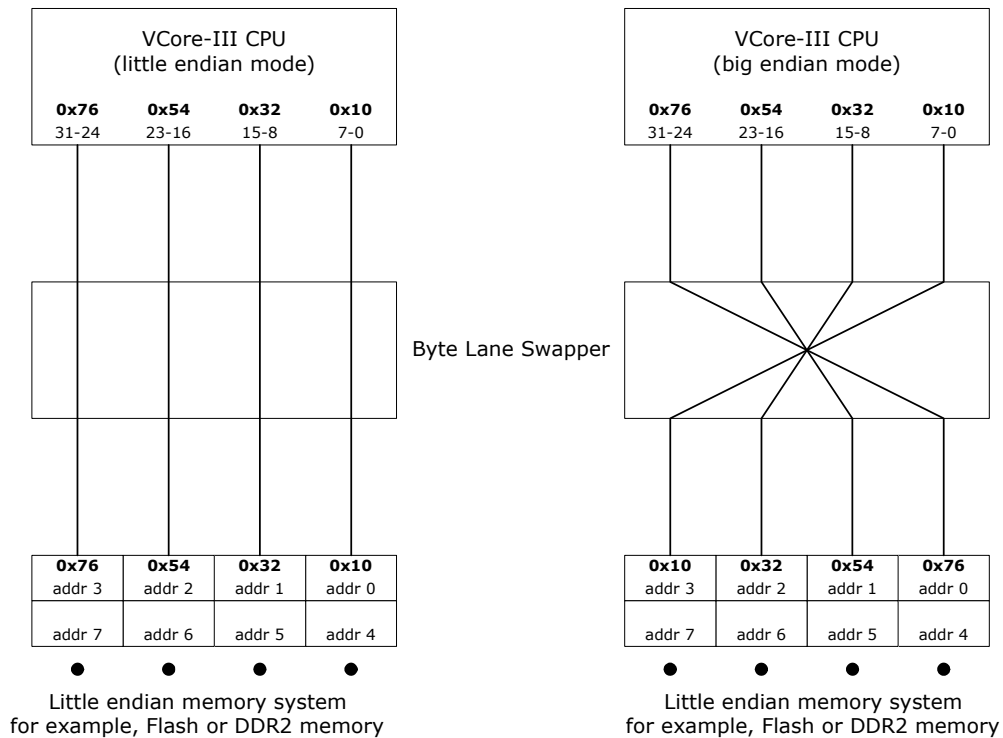 VCore-III CPU
(little endian mode)
0x76 0x54 0x32 0x10
31-24 23-16 15-8 7-0
VCore-III CPU
(big endian mode)
0x76 0x54 0x32 0x10
31-24 23-16 15-8 7-0
Byte Lane Swapper
0x76 0x54 0x32 0x10
addr 3 addr 2 addr 1 addr 0
addr 7 addr 6 addr 5 addr 4
Little endian memory system
for example, Flash or DDR2 memory
0x10 0x32 0x54 0x76
addr 3 addr 2 addr 1 addr 0
addr 7 addr 6 addr 5 addr 4
Little endian memory system
for example, Flash or DDR2 memory